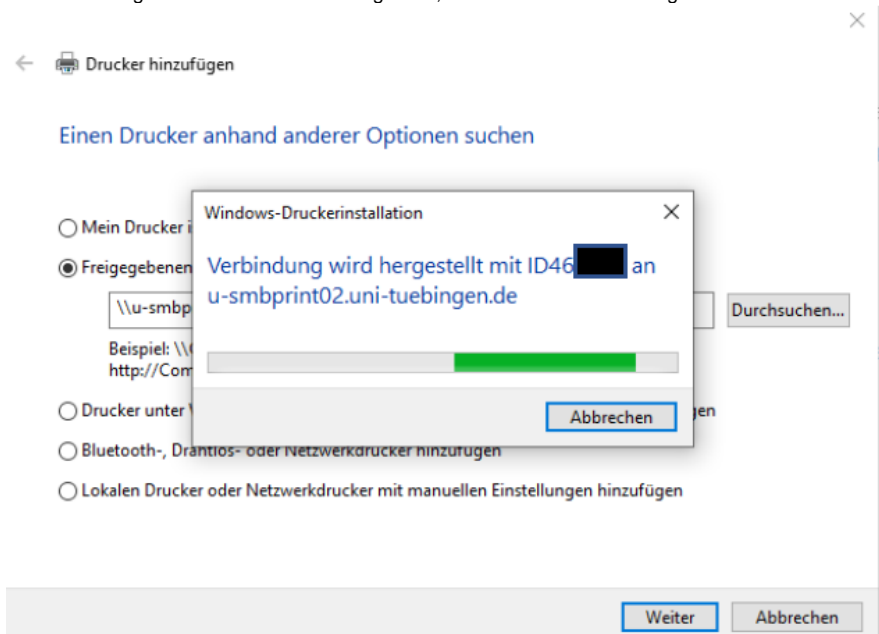 Drucker hinzufügen
Einen Drucker anhand anderer Optionen suchen
Windows-Druckerinstallation
Verbindung wird hergestellt mit ID46 an
u-smbprint02.uni-tuebingen.de
Abbrechen
Mein Drucker
Freigegebenen
\\u-smbp
Durchsuchen...
Beispiel: \\
http://Com
Drucker unter
Bluetooth-, Drahtlos- oder Netzwerkdrucker hinzufügen
Lokalen Drucker oder Netzwerkdrucker mit manuellen Einstellungen hinzufügen
Weiter
Abbrechen